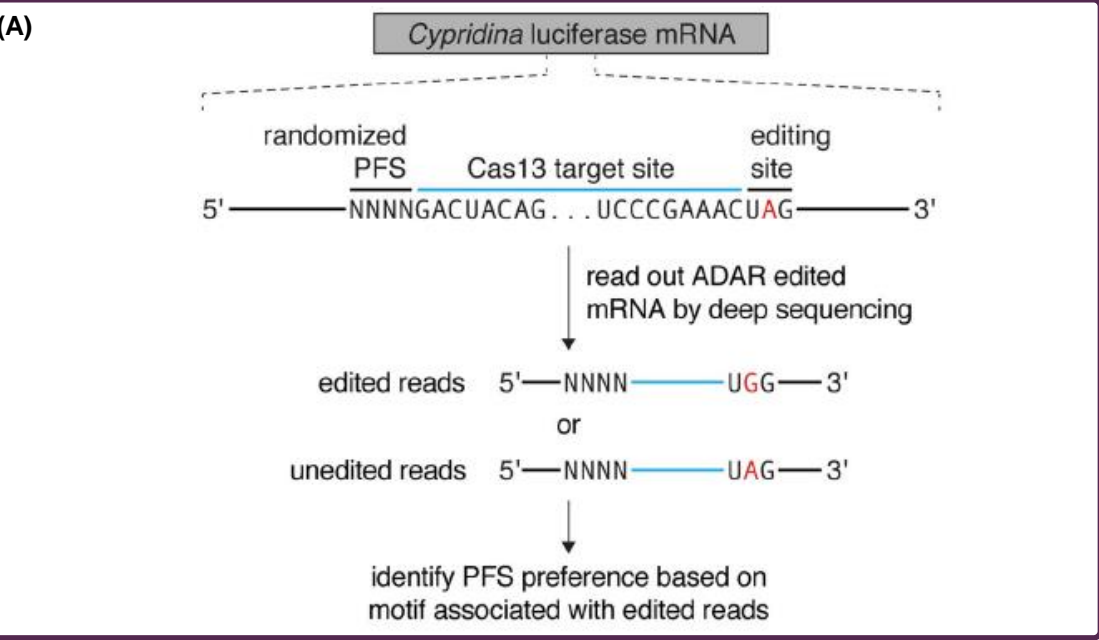 (A)
Cypridina luciferase mRNA
randomized
PFS
Cas13 target site
editing
site
5' NNNNGACUACAG...UCCCGAAACUAG 3'
read out ADAR edited
mRNA by deep sequencing
edited reads 5' NNNN UGG 3'
or
unedited reads 5' NNNN UAG 3'
identify PFS preference based on
motif associated with edited reads